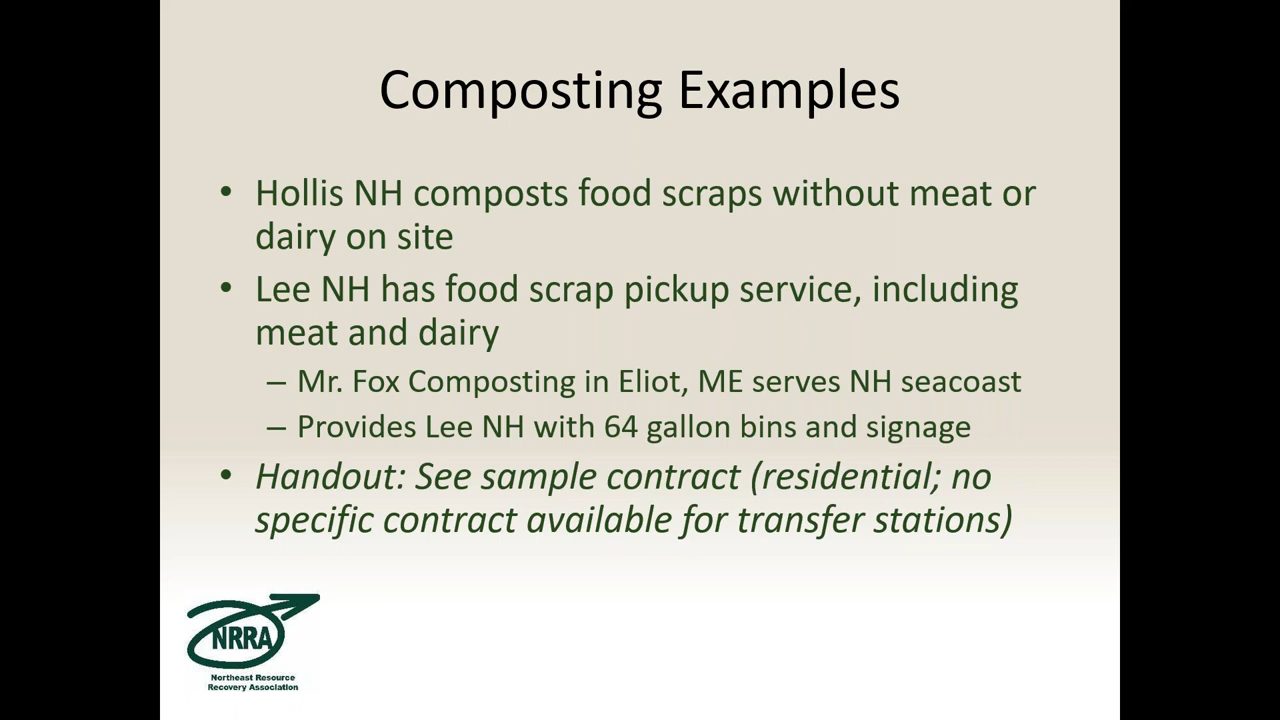 Composting Examples
• Hollis NH composts food scraps without meat or
dairy on site
• Lee NH has food scrap pickup service, including
meat and dairy
– Mr. Fox Composting in Eliot, ME serves NH seacoast
– Provides Lee NH with 64 gallon bins and signage
• Handout: See sample contract (residential; no
specific contract available for transfer stations)
NRRA
Northeast Resource
Recovery Association